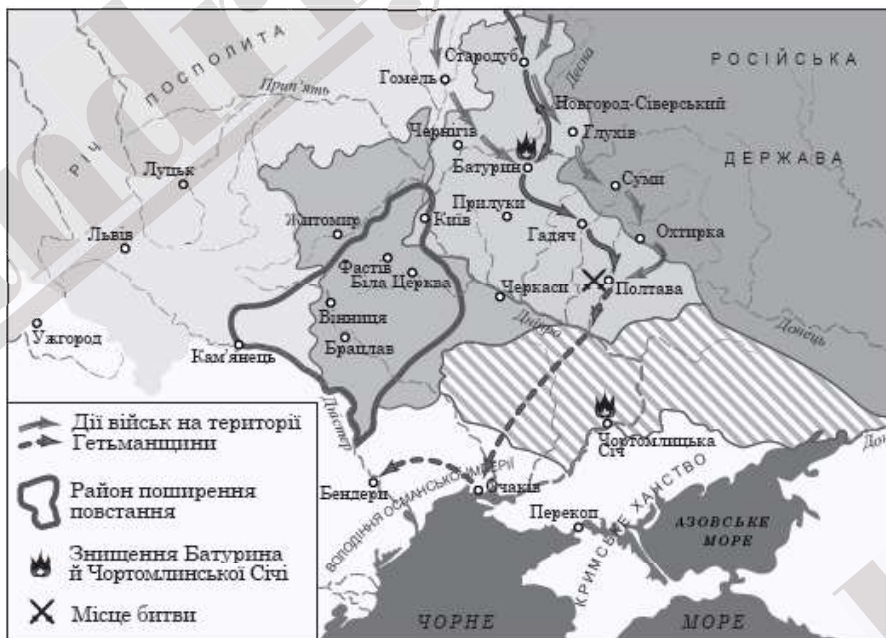 РІЧ
ПОСПОЛИТА
РОСІЙСЬКА
ДЕРЖАВА
Стародуб
Десна
Гомель
Прип'ять
Новгород-Сіверський
Глухів
Чернігів
Батурин
Луцьк
Суми
Прилуки
Житомир
Київ
Гадяч
Охтирка
Львів
Фастів
Біла Церква
Черкаси
Полтава
Вінниця
Ужгород
Дніпро
Донець
Кам'янець
Брацлав
Дністер
Чортомлицька
Січ
Бендери
ВОЛОДІННЯ ОСМАНСЬКОЇ ІМПЕРІЇ
Очаків
Перекоп
КРИМСЬКЕ ХАНСТВО
АЗОВСЬКЕ
МОРЕ
ЧОРНЕ
МОРЕ
Дії військ на території
Гетьманщини
Район поширення
повстання
Знищення Батурина
й Чортомлинської Січі
Місце битви